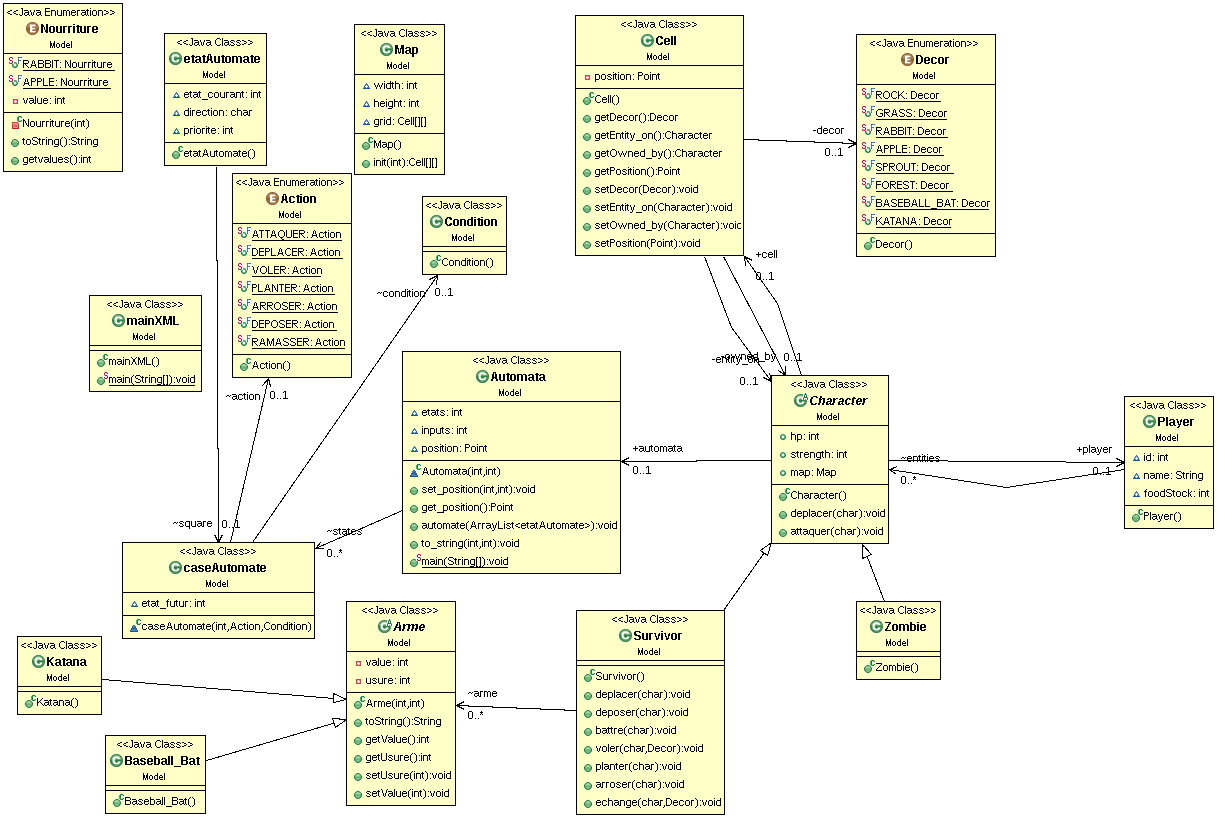 <<Java Enumeration>>
Nourriture
Model
RABBIT: Nourriture
APPLE: Nourriture
value: int
Nourriture(int)
toString():String
getvalues():int
<<Java Class>>
etatAutomate
Model
etat_courant: int
direction: char
priorite: int
etatAutomate()
<<Java Class>>
Map
Model
width: int
height: int
grid: Cell[][]
Map()
init(int):Cell[][]
<<Java Class>>
Cell
Model
position: Point
Cell()
getDecor():Decor
getEntity_on():Character
getOwned_by():Character
getPosition():Point
setDecor(Decor):void
setEntity_on(Character):void
setOwned_by(Character):void
setPosition(Point):void
-decor
0..1
<<Java Enumeration>>
Decor
Model
ROCK: Decor
GRASS: Decor
RABBIT: Decor
APPLE: Decor
SPROUT: Decor
FOREST: Decor
BASEBALL_BAT: Decor
KATANA: Decor
Decor()
<<Java Enumeration>>
Action
Model
ATTAQUER: Action
DEPLACER: Action
VOLER: Action
PLANTER: Action
ARROSER: Action
DEPOSER: Action
RAMASSER: Action
Action()
<<Java Class>>
Condition
Model
Condition()
~condition
0..1
+cell
0..1
<<Java Class>>
mainXML
Model
mainXML()
main(String[]):void
~action
0..1
-entity_on
0..1
-owned_by
0..1
<<Java Class>>
Automata
Model
etats: int
inputs: int
position: Point
Automata(int,int)
set_position(int,int):void
get_position():Point
automate(ArrayList<etatAutomate>):void
to_string(int,int):void
main(String[]):void
+automata
0..1
<<Java Class>>
Character
Model
hp: int
strength: int
map: Map
Character()
deplacer(char):void
attaquer(char):void
~entities
0..*
+player
0..1
<<Java Class>>
Player
Model
id: int
name: String
foodStock: int
Player()
~square
0..1
~states
0..*
<<Java Class>>
caseAutomate
Model
etat_futur: int
caseAutomate(int,Action,Condition)
<<Java Class>>
Arme
Model
value: int
usure: int
Arme(int,int)
toString():String
getValue():int
getUsure():int
setUsure(int):void
setValue(int):void
~arme
0..*
<<Java Class>>
Survivor
Model
Survivor()
deplacer(char):void
deposer(char):void
battre(char):void
voler(char,Decor):void
planter(char):void
arroser(char):void
echange(char,Decor):void
<<Java Class>>
Zombie
Model
Zombie()
<<Java Class>>
Katana
Model
Katana()
<<Java Class>>
Baseball_Bat
Model
Baseball_Bat()